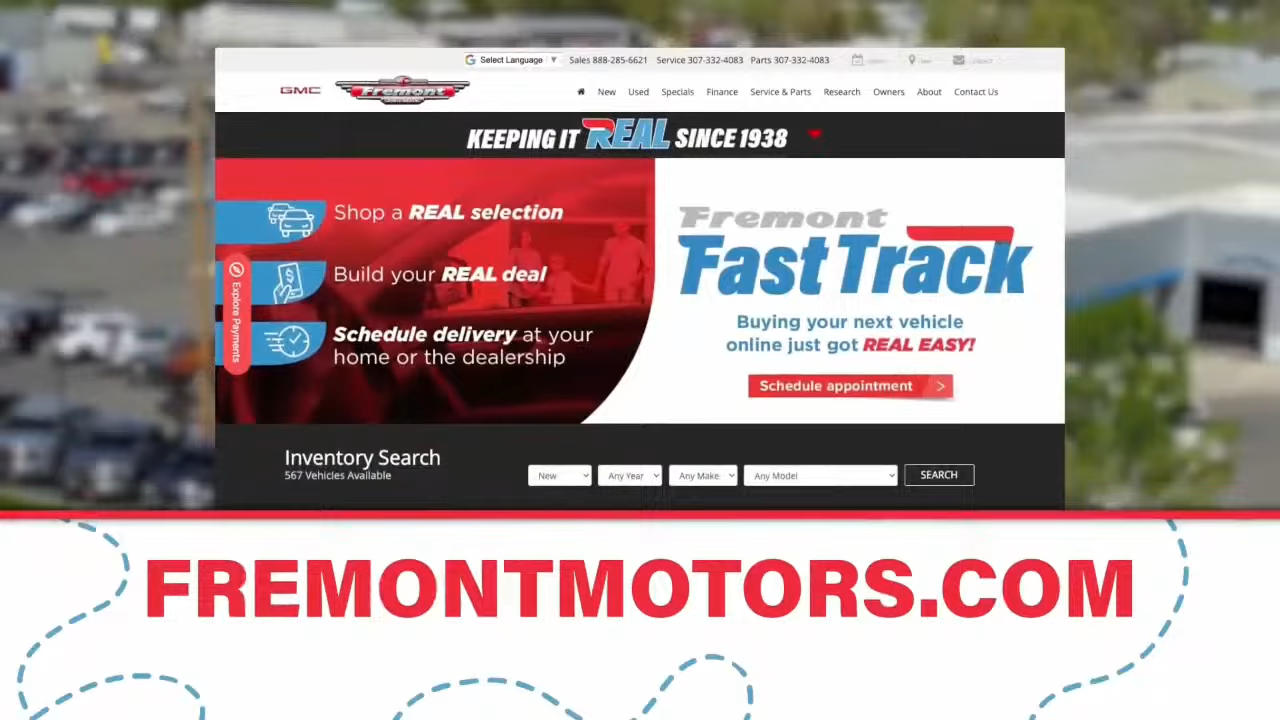 Select Language ▼
Sales 888-285-6621 Service 307-332-4083 Parts 307-332-4083
GMC
Fremont
New Used Specials Finance Service & Parts Research Owners About Contact Us
KEEPING IT REAL SINCE 1938
Shop a REAL selection
Build your REAL deal
Schedule delivery at your
home or the dealership
Explore Payments
Fremont
Fast Track
Buying your next vehicle
online just got REAL EASY!
Schedule appointment >
Inventory Search
567 Vehicles Available
New Any Year Any Make Any Model SEARCH
FREMONTMOTORS.COM